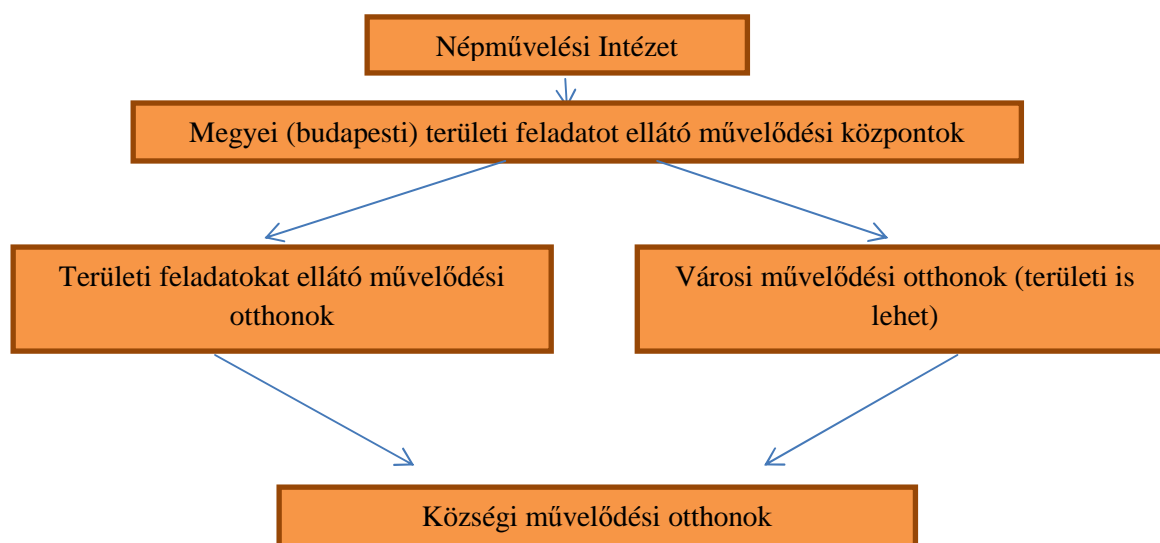 Népművelési Intézet
Megyei (budapesti) területi feladatot ellátó művelődési központok
Területi feladatokat ellátó művelődési
otthonok
Városi művelődési otthonok (területi is
lehet)
Községi művelődési otthonok